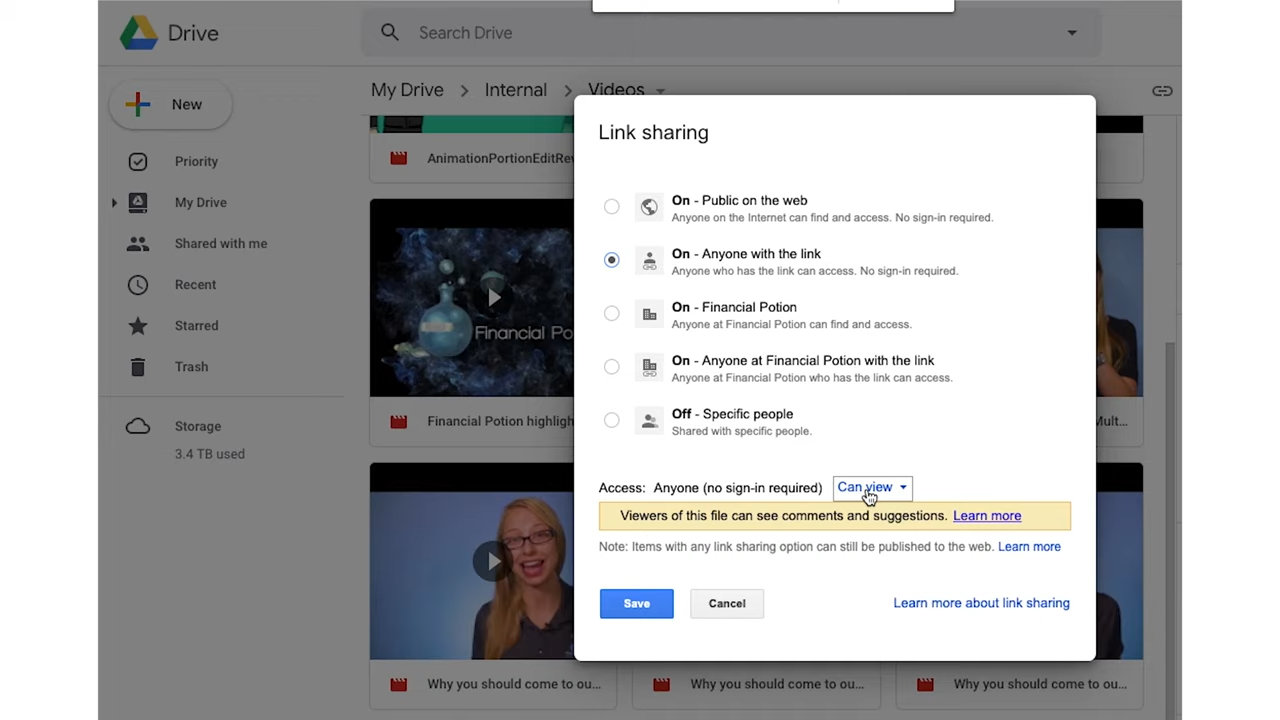 Drive
Search Drive
My Drive
Internal
Videos
New
Priority
My Drive
Shared with me
Recent
Starred
Trash
Storage
3.4 TB used
AnimationPortionEditRev
Financial Po
Financial Potion highligh
Mult...
Why you should come to ou...
Why you should come to ou...
Why you should come to ou...
Link sharing
On - Public on the web
Anyone on the Internet can find and access. No sign-in required.
On - Anyone with the link
Anyone who has the link can access. No sign-in required.
On - Financial Potion
Anyone at Financial Potion can find and access.
On - Anyone at Financial Potion with the link
Anyone at Financial Potion who has the link can access.
Off - Specific people
Shared with specific people.
Access: Anyone (no sign-in required) Can view
Viewers of this file can see comments and suggestions. Learn more
Note: Items with any link sharing option can still be published to the web. Learn more
Save
Cancel
Learn more about link sharing